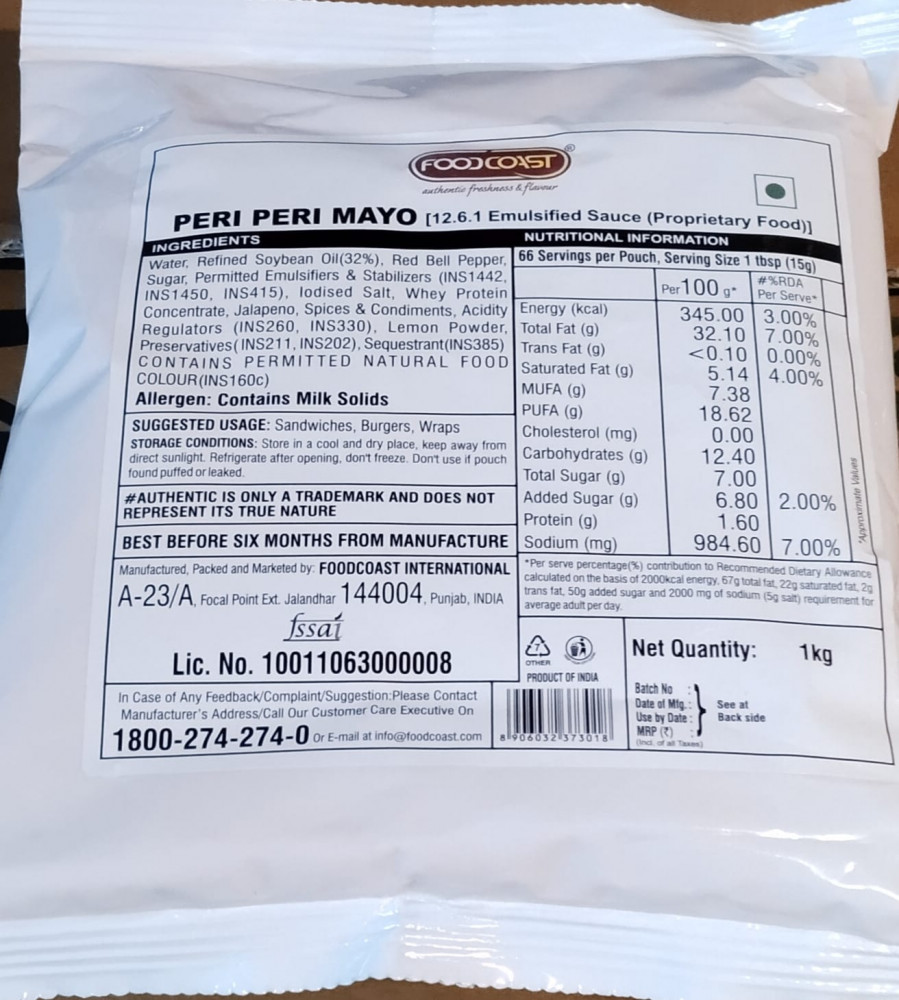 FOODCOAST®
authentic freshness & flavour
PERI PERI MAYO [12.6.1 Emulsified Sauce (Proprietary Food)]
INGREDIENTS
Water, Refined Soybean Oil(32%), Red Bell Pepper,
Sugar, Permitted Emulsifiers & Stabilizers (INS1442,
INS1450, INS415), Iodised Salt, Whey Protein
Concentrate, Jalapeno, Spices & Condiments, Acidity
Regulators (INS260, INS330), Lemon Powder,
Preservatives( INS211, INS202), Sequestrant(INS385)
CONTAINS PERMITTED NATURAL FOOD
COLOUR(INS160c)
Allergen: Contains Milk Solids
SUGGESTED USAGE: Sandwiches, Burgers, Wraps
STORAGE CONDITIONS: Store in a cool and dry place, keep away from
direct sunlight. Refrigerate after opening, don't freeze. Don't use if pouch
found puffed or leaked.
#AUTHENTIC IS ONLY A TRADEMARK AND DOES NOT
REPRESENT ITS TRUE NATURE
BEST BEFORE SIX MONTHS FROM MANUFACTURE
Manufactured, Packed and Marketed by: FOODCOAST INTERNATIONAL
A-23/A, Focal Point Ext. Jalandhar 144004, Punjab, INDIA
fssai
Lic. No. 10011063000008
In Case of Any Feedback/Complaint/Suggestion:Please Contact
Manufacturer's Address/Call Our Customer Care Executive On
1800-274-274-0 Or E-mail at info@foodcoast.com
NUTRITIONAL INFORMATION
66 Servings per Pouch, Serving Size 1 tbsp (15g)
Per 100 g* #%RDA
Per Serve*
Energy (kcal) 345.00 3.00%
Total Fat (g) 32.10 7.00%
Trans Fat (g) <0.10 0.00%
Saturated Fat (g) 5.14 4.00%
MUFA (g) 7.38
PUFA (g) 18.62
Cholesterol (mg) 0.00
Carbohydrates (g) 12.40
Total Sugar (g) 7.00
Added Sugar (g) 6.80 2.00%
Protein (g) 1.60
Sodium (mg) 984.60 7.00%
*Approximate Values
*Per serve percentage(%) contribution to Recommended Dietary Allowance
calculated on the basis of 2000kcal energy, 67g total fat, 22g saturated fat, 2g
trans fat, 50g added sugar and 2000 mg of sodium (5g salt) requirement for
average adult per day.
7
OTHER
PRODUCT OF INDIA
8 906032 373018
Net Quantity: 1kg
Batch No :
Date of Mfg. : See at
Use by Date : Back side
MRP (₹) :
(Incl. of all Taxes)